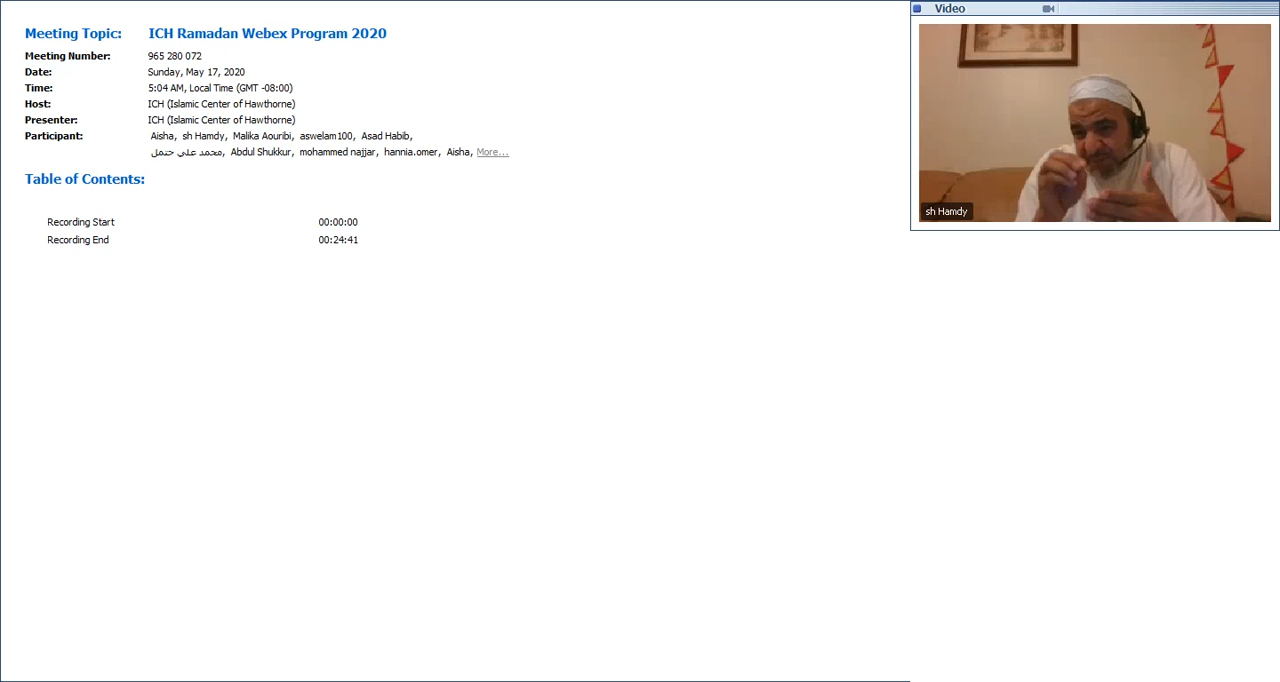 Meeting Topic: ICH Ramadan Webex Program 2020
Meeting Number: 965 280 072
Date: Sunday, May 17, 2020
Time: 5:04 AM, Local Time (GMT -08:00)
Host: ICH (Islamic Center of Hawthorne)
Presenter: ICH (Islamic Center of Hawthorne)
Participant: Aisha, sh Hamdy, Malika Aouribi, aswelam100, Asad Habib,
محمد علي حنمل, Abdul Shukkur, mohammed najjar, hannia.omer, Aisha, More...
Table of Contents:
Recording Start 00:00:00
Recording End 00:24:41
Video
sh Hamdy